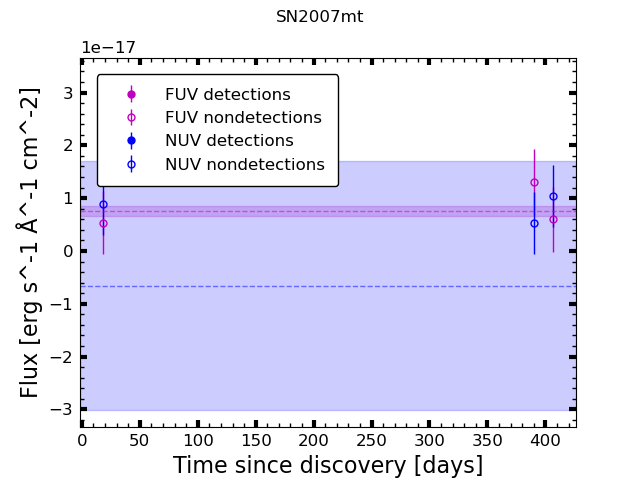 SN2007mt
1e−17
FUV detections
FUV nondetections
NUV detections
NUV nondetections
3
2
1
0
−1
−2
−3
Flux [erg s^-1 Å^-1 cm^-2]
0 50 100 150 200 250 300 350 400
Time since discovery [days]